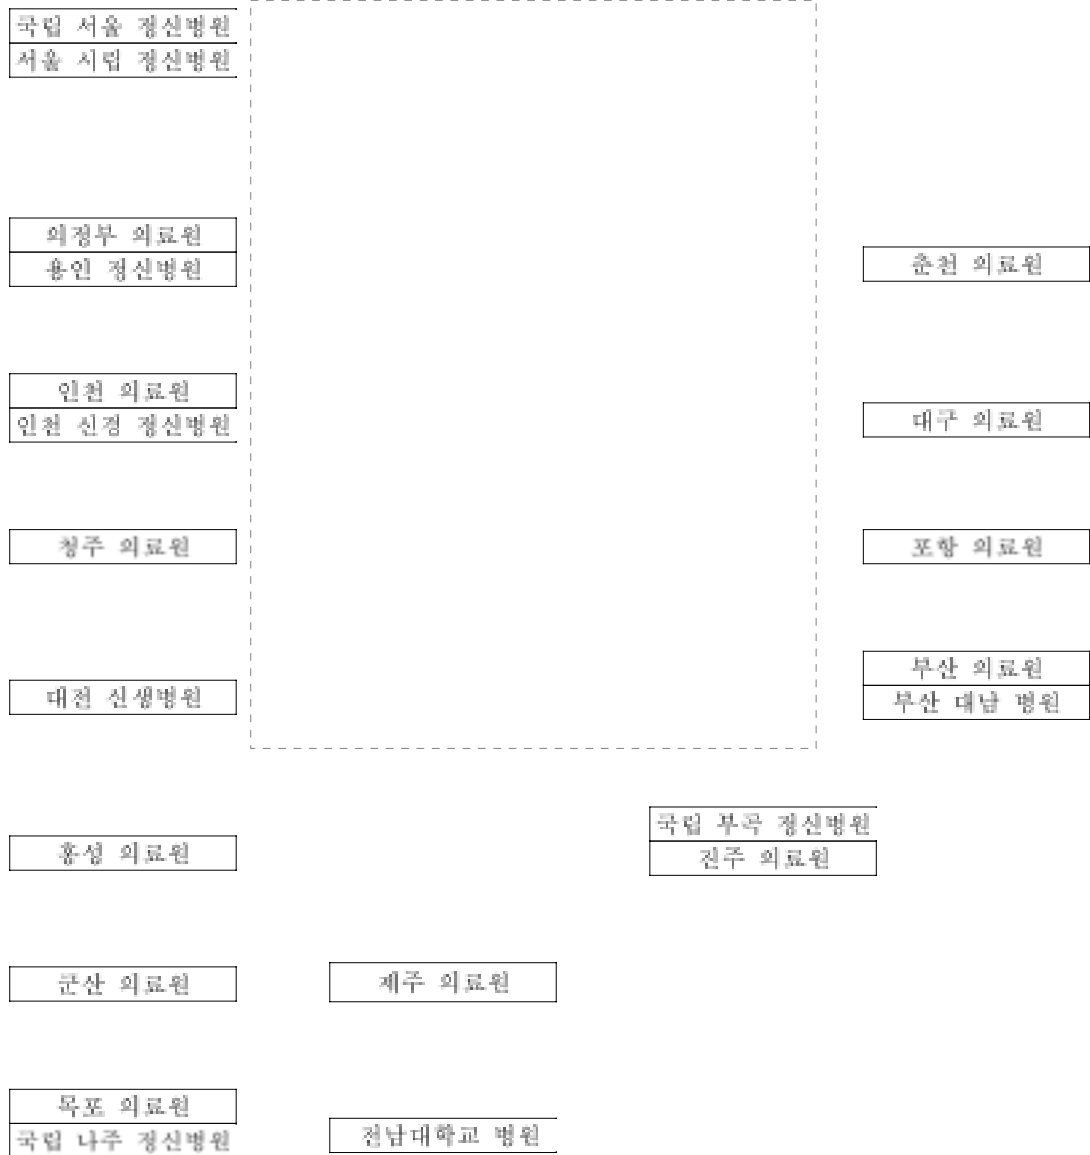 국립 서울 정신병원
서울 시립 정신병원
의정부 의료원
용인 정신병원
춘천 의료원
인천 의료원
인천 신경 정신병원
대구 의료원
청주 의료원
포항 의료원
부산 의료원
부산 대남 병원
대전 신생병원
국립 부곡 정신병원
진주 의료원
홍성 의료원
군산 의료원
제주 의료원
목포 의료원
국립 나주 정신병원
전남대학교 병원